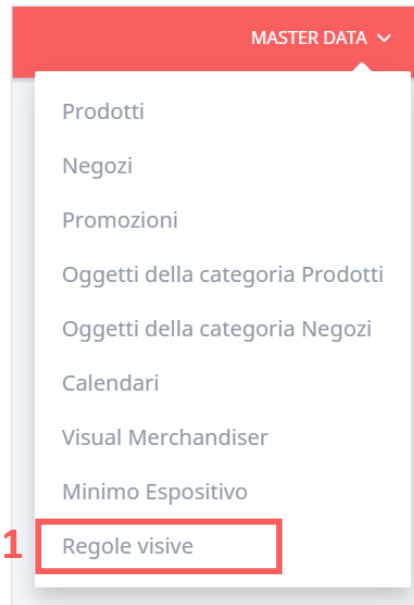 MASTER DATA
Prodotti
Negozi
Promozioni
Oggetti della categoria Prodotti
Oggetti della categoria Negozi
Calendari
Visual Merchandiser
Minimo Espositivo
1 Regole visive